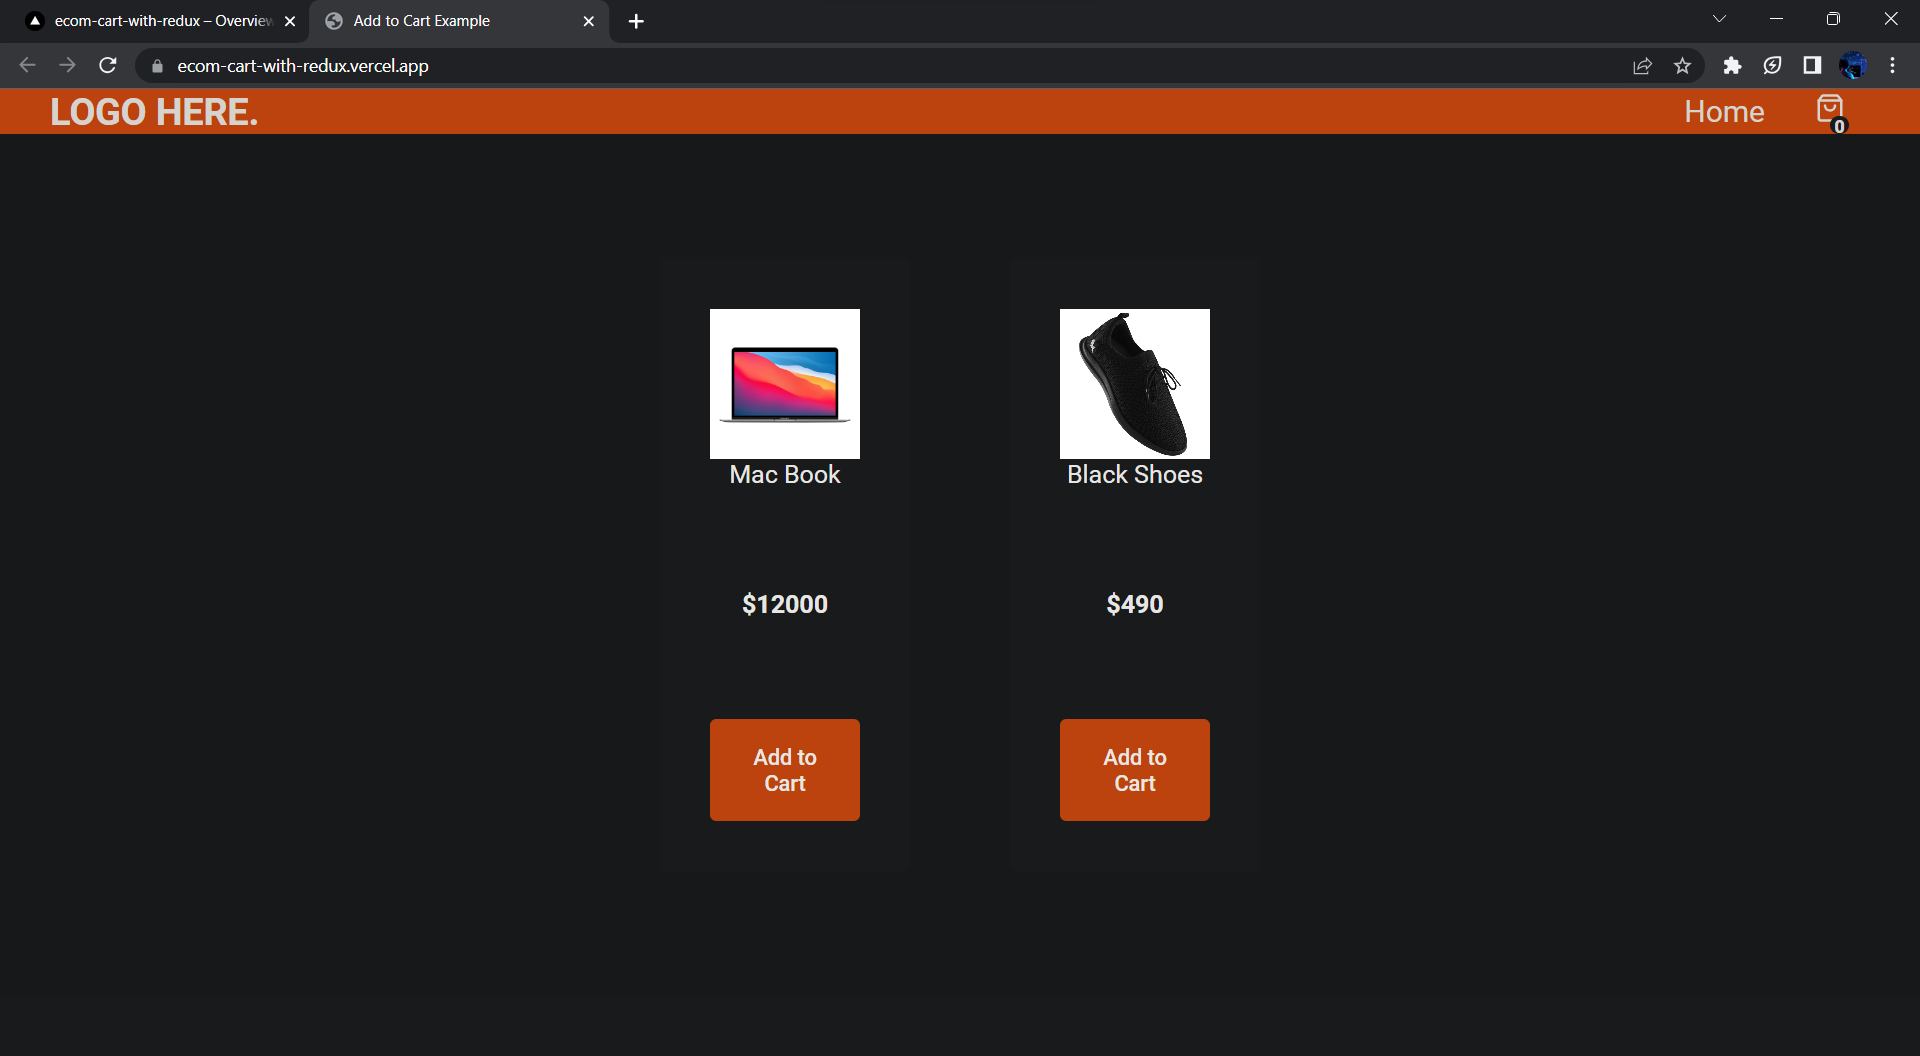 ecom-cart-with-redux – Overview
Add to Cart Example
ecom-cart-with-redux.vercel.app
LOGO HERE.
Home
0
Mac Book
Black Shoes
$12000
$490
Add to
Cart
Add to
Cart